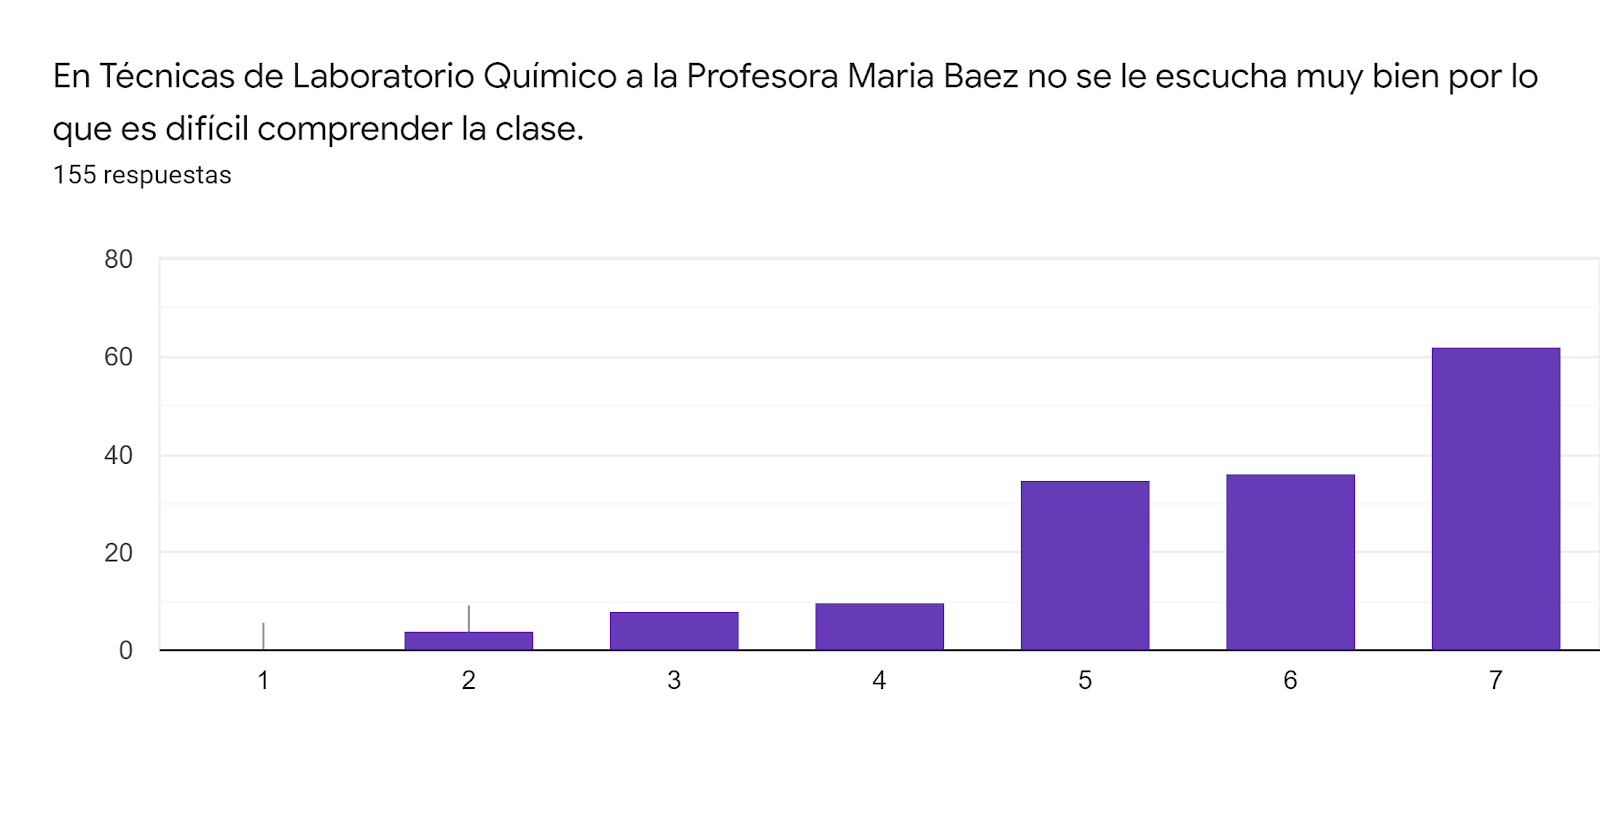 En Técnicas de Laboratorio Químico a la Profesora Maria Baez no se le escucha muy bien por lo
que es difícil comprender la clase.
155 respuestas
80
60
40
20
0
1 2 3 4 5 6 7